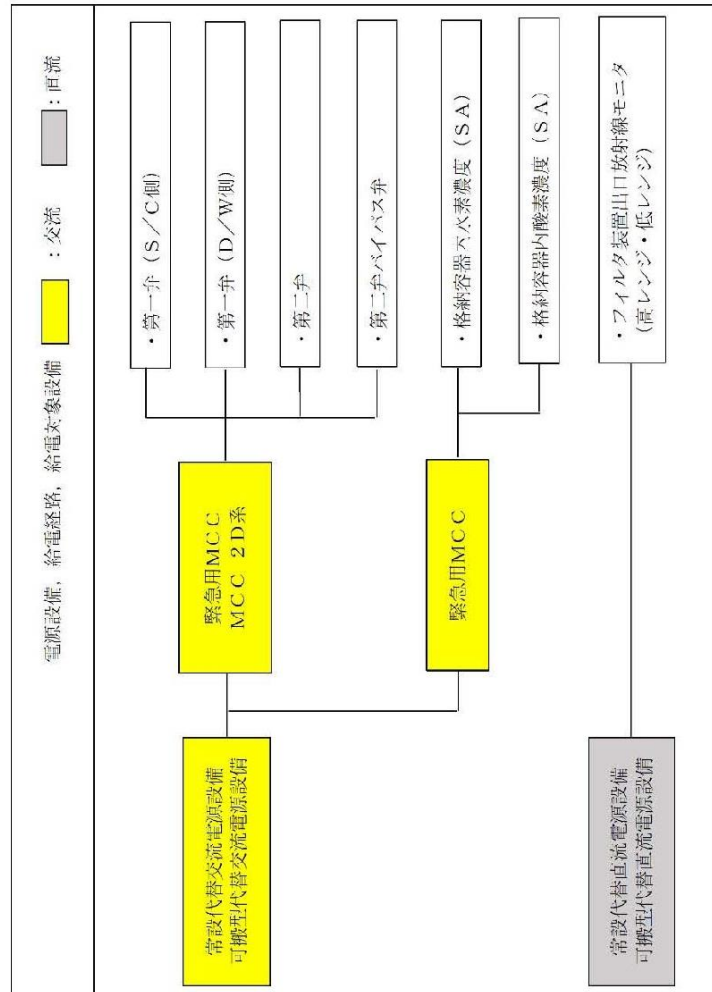 電源設備，給電経路，給電対象設備
：交流
：直流
常設代替交流電源設備
可搬型代替交流電源設備
緊急用ＭＣＣ
ＭＣＣ ２Ｄ系
・第一弁（Ｓ／Ｃ側）
・第一弁（Ｄ／Ｗ側）
・第二弁
・第二弁バイパス弁
緊急用ＭＣＣ
・格納容器内水素濃度（ＳＡ）
・格納容器内酸素濃度（ＳＡ）
常設代替直流電源設備
可搬型代替直流電源設備
・フィルタ装置出口放射線モニタ
（高レンジ・低レンジ）